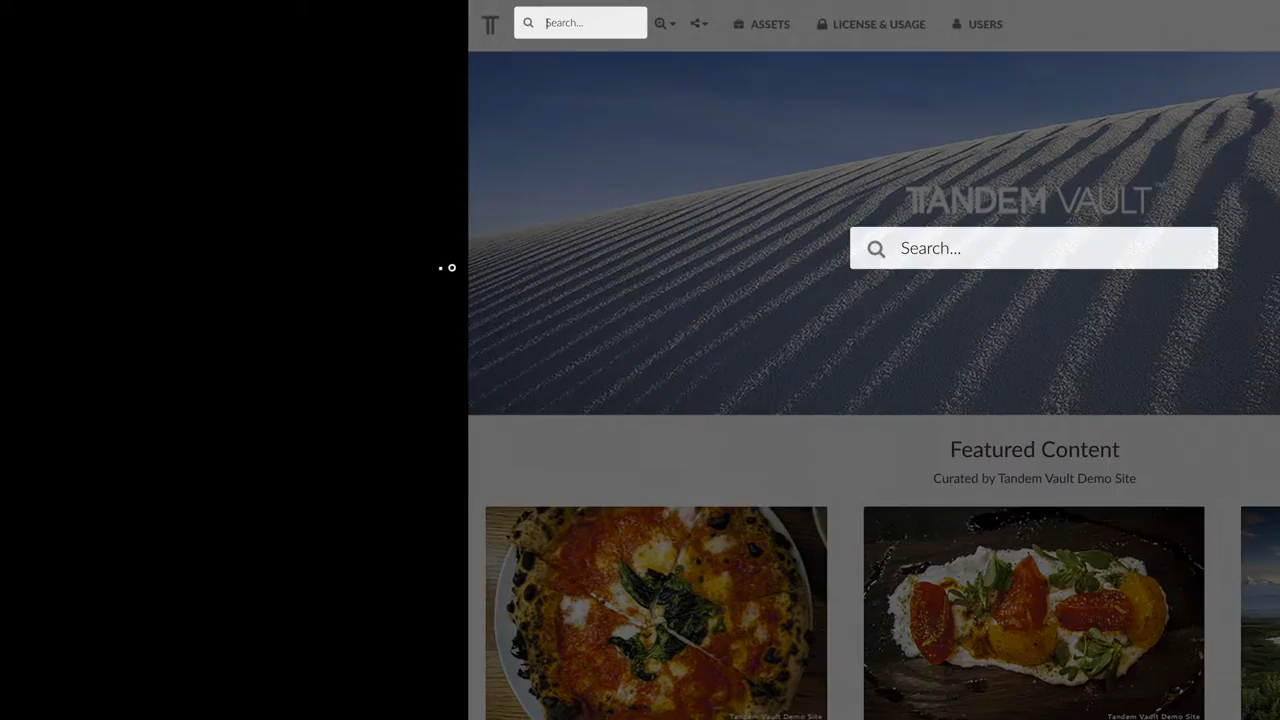 Search...
ASSETS
LICENSE & USAGE
USERS
TANDEM VAULT
Search...
Featured Content
Curated by Tandem Vault Demo Site
Tandem Vault Demo Site
Tandem Vault Demo Site